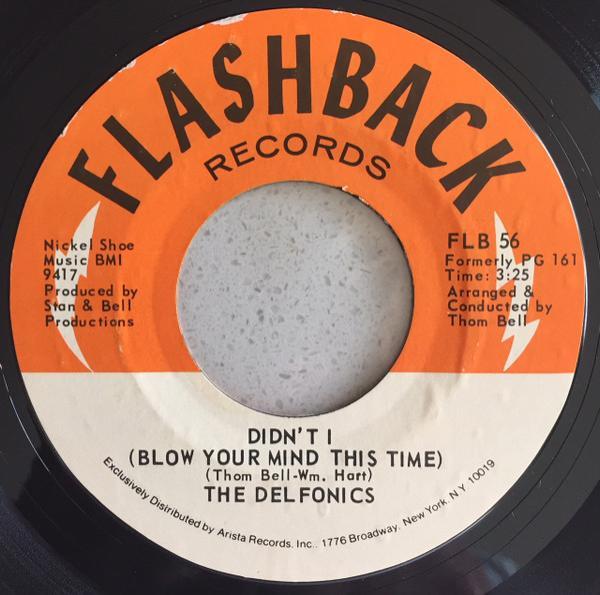 FLASHBACK
RECORDS
Nickel Shoe
Music BMI
9417
Produced by
Stan & Bell
Productions
FLB 56
Formerly PG 161
Time: 3:25
Arranged &
Conducted by
Thom Bell
DIDN'T I
(BLOW YOUR MIND THIS TIME)
(Thom Bell-Wm. Hart)
THE DELFONICS
Exclusively Distributed by Arista Records, Inc.. 1776 Broadway, New York, N.Y. 10019